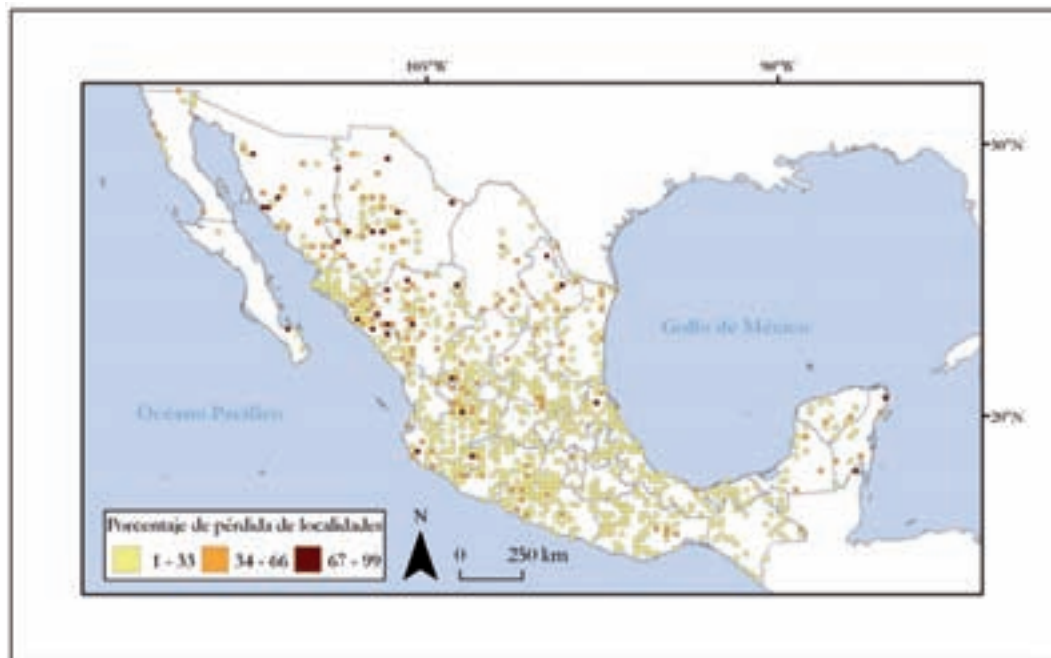 105°W 90°W
30°N
Golfo de México
Océano Pacífico
20°N
Porcentaje de pérdida de localidades
1 - 33 34 - 66 67 - 99
N
0 250 km